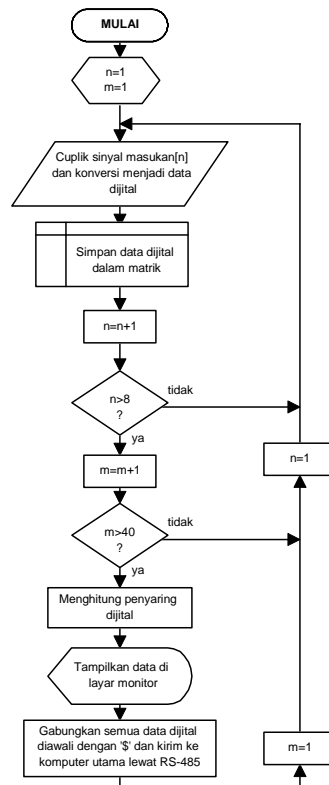 MULAI
n=1
m=1
Cuplik sinyal masukan[n]
dan konversi menjadi data
dijital
Simpan data dijital
dalam matrik
n=n+1
n>8
?
tidak
ya
n=1
m=m+1
m>40
?
tidak
ya
Menghitung penyaring
dijital
Tampilkan data di
layar monitor
Gabungkan semua data dijital
diawali dengan '$' dan kirim ke
komputer utama lewat RS-485
m=1